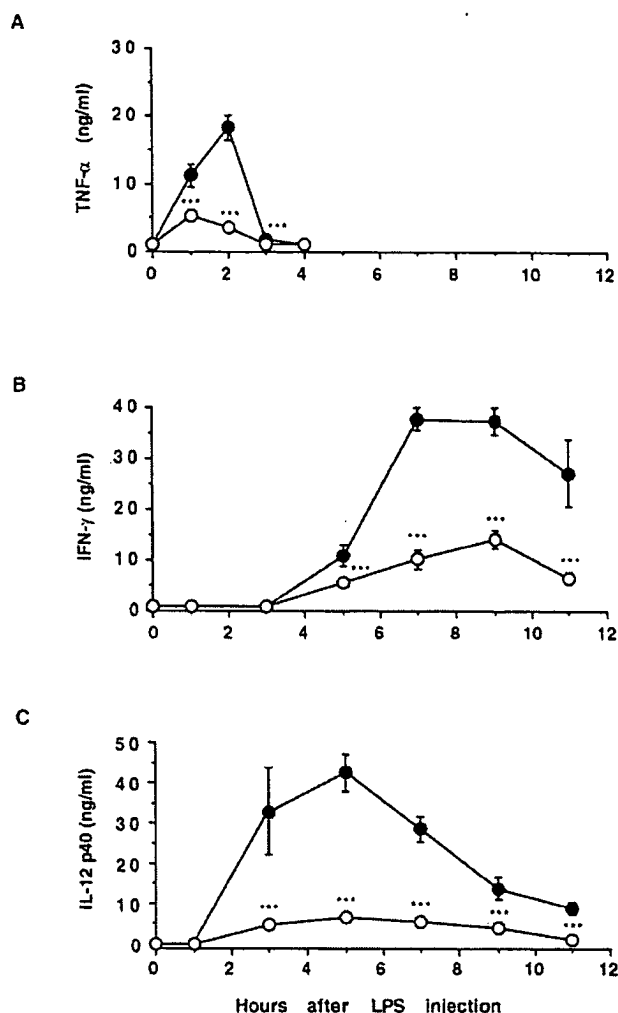 A
TNF-α (ng/ml)
30
20
10
0
0 2 4 6 8 10 12
*** *** ***
B
IFN-γ (ng/ml)
40
30
20
10
0
0 2 4 6 8 10 12
*** *** *** ***
C
IL-12 p40 (ng/ml)
50
40
30
20
10
0
0 2 4 6 8 10 12
*** *** *** *** ***
Hours after LPS injection